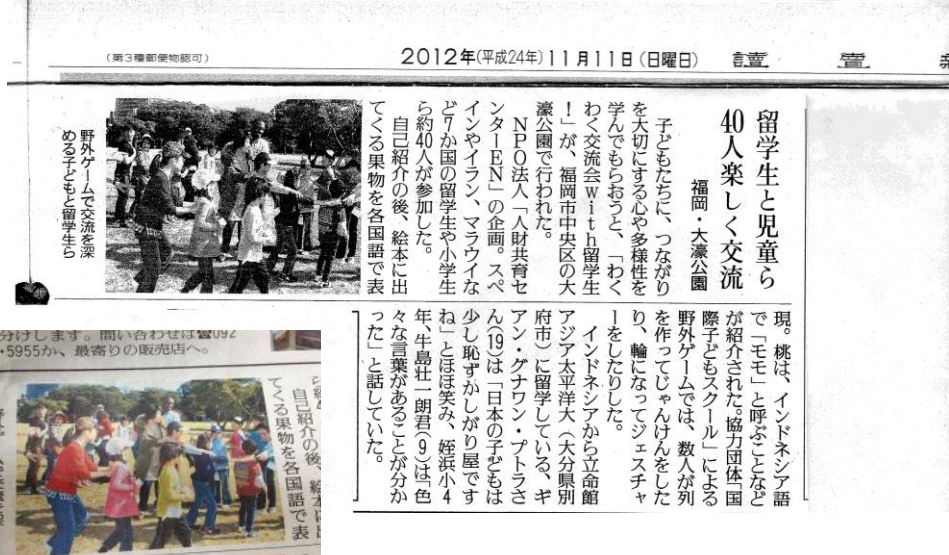 (第3種郵便物認可)
2012年(平成24年)11月11日(日曜日)
讀賣
留学生と児童ら
40人楽しく交流
福岡・大濠公園
子どもたちに、つながり
を大切にする心や多様性を
学んでもらおうと、「わく
わく交流会with留学生
！」が、福岡市中央区の大
濠公園で行われた。
NPO法人「人財共育セ
ンターEN」の企画。スペ
インやイラン、マラウイな
ど7か国の留学生や小学生
ら約40人が参加した。
自己紹介の後、絵本に出
てくる果物を各国語で表
現。桃は、インドネシア語
で「モモ」と呼ぶことなど
が紹介された。協力団体「国
際子どもスクール」による
野外ゲームでは、数人が列
を作ってじゃんけんをした
り、輪になってジェスチャ
ーをしたりした。
インドネシアから立命館
アジア太平洋大（大分県別
府市）に留学している、ギ
アン・グナワン・プトラさ
ん(19)は「日本の子どもは
少し恥ずかしがり屋です
ね」とほほ笑み、姪浜小4
年、牛島壮一朗君(9)は「色
々な言葉があることが分か
った」と話していた。
野外ゲームで交流を深
める子どもと留学生ら
分けします。問い合わせは☎092
・5955か、最寄りの販売店へ。
自己紹介の後、絵本に出
てくる果物を各国語で表